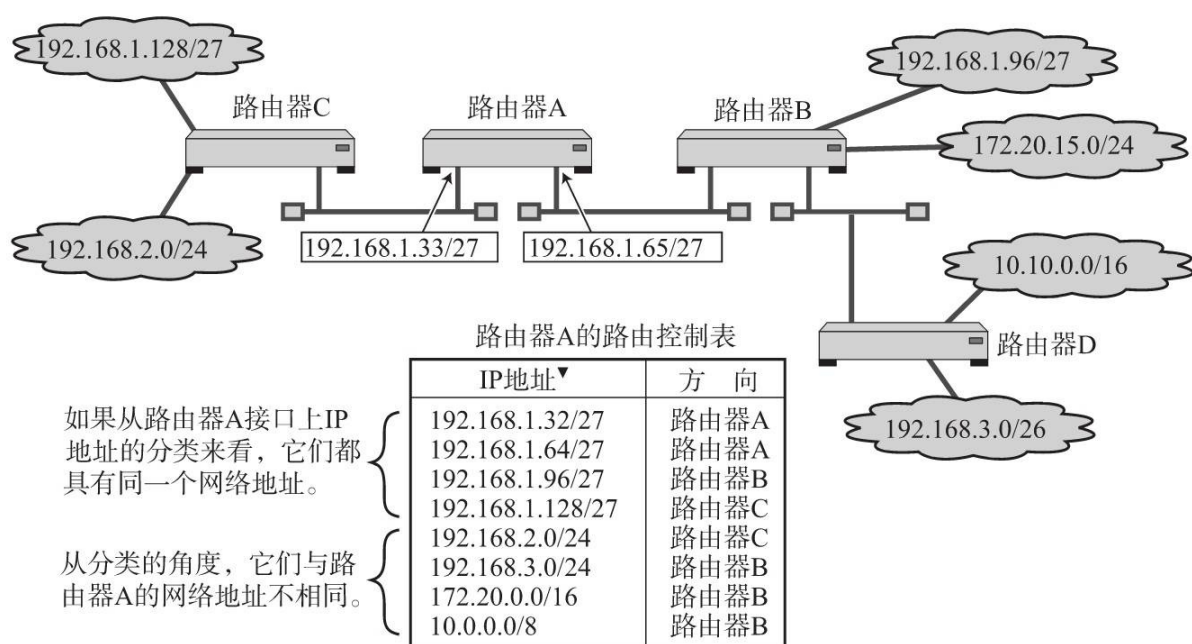 192.168.1.128/27
192.168.1.96/27
路由器C
路由器A
路由器B
172.20.15.0/24
192.168.2.0/24
192.168.1.33/27
192.168.1.65/27
10.10.0.0/16
路由器D
192.168.3.0/26
路由器A的路由控制表
IP地址▼ 方 向
192.168.1.32/27 路由器A
192.168.1.64/27 路由器A
192.168.1.96/27 路由器B
192.168.1.128/27 路由器C
192.168.2.0/24 路由器C
192.168.3.0/24 路由器B
172.20.0.0/16 路由器B
10.0.0.0/8 路由器B
如果从路由器A接口上IP
地址的分类来看，它们都
具有同一个网络地址。
从分类的角度，它们与路
由器A的网络地址不相同。